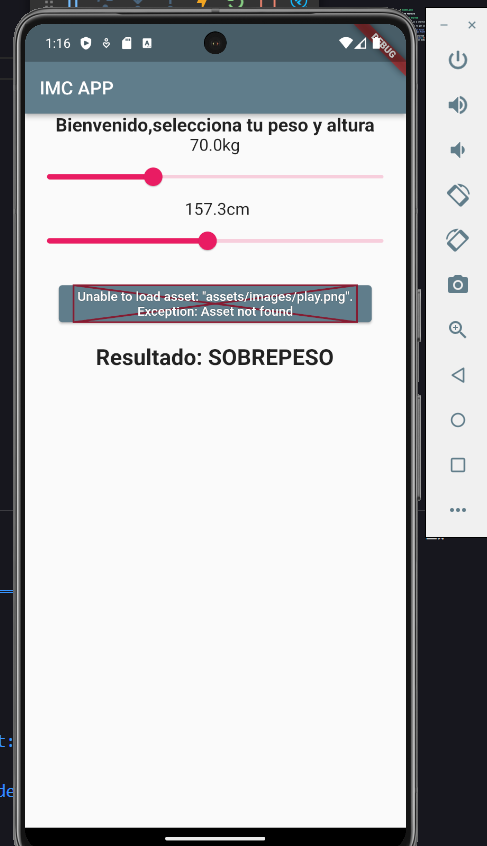 1:16
DEBUG
IMC APP
Bienvenido,selecciona tu peso y altura
70.0kg
157.3cm
Unable to load asset: "assets/images/play.png".
Exception: Asset not found
Resultado: SOBREPESO
t:
de